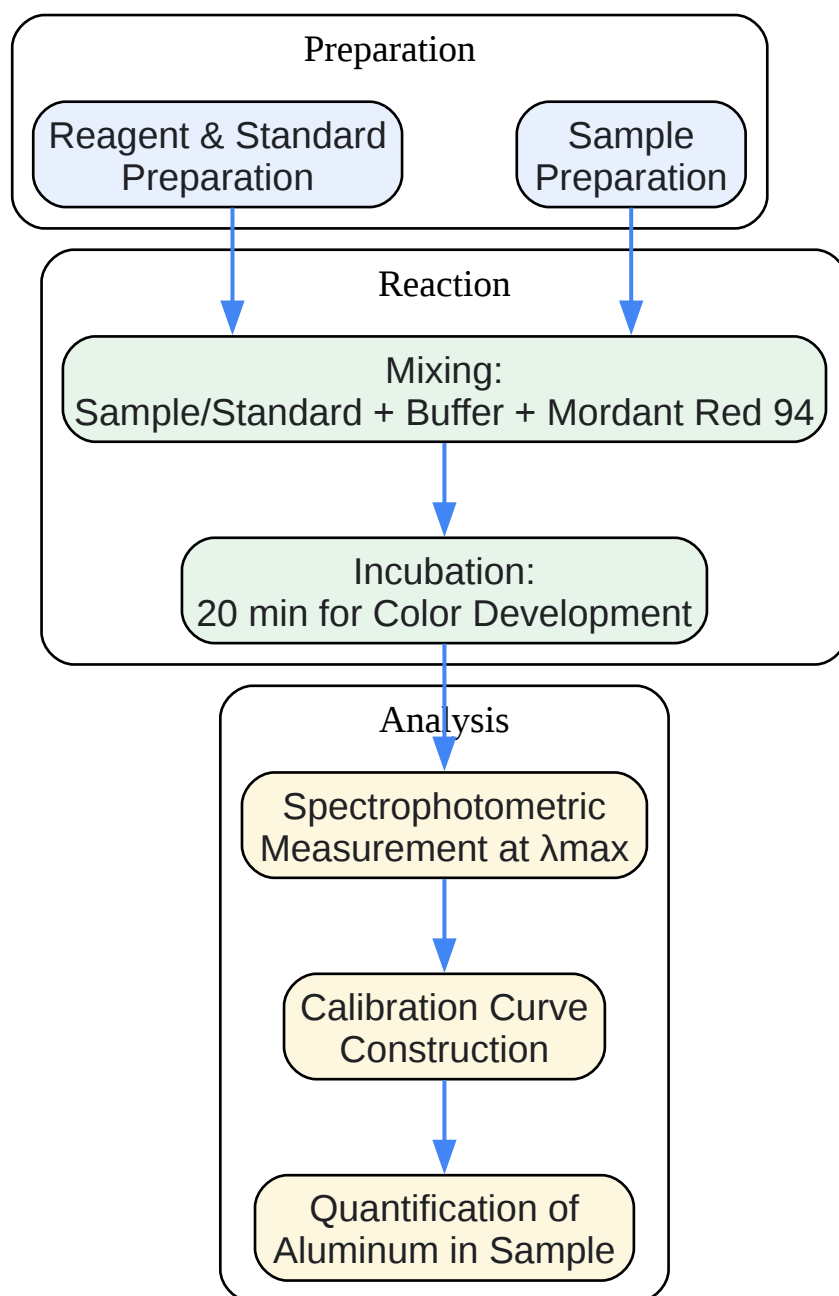 Preparation
Reagent & Standard
Preparation
Sample
Preparation
Reaction
Mixing:
Sample/Standard + Buffer + Mordant Red 94
Incubation:
20 min for Color Development
Analysis
Spectrophotometric
Measurement at λmax
Calibration Curve
Construction
Quantification of
Aluminum in Sample